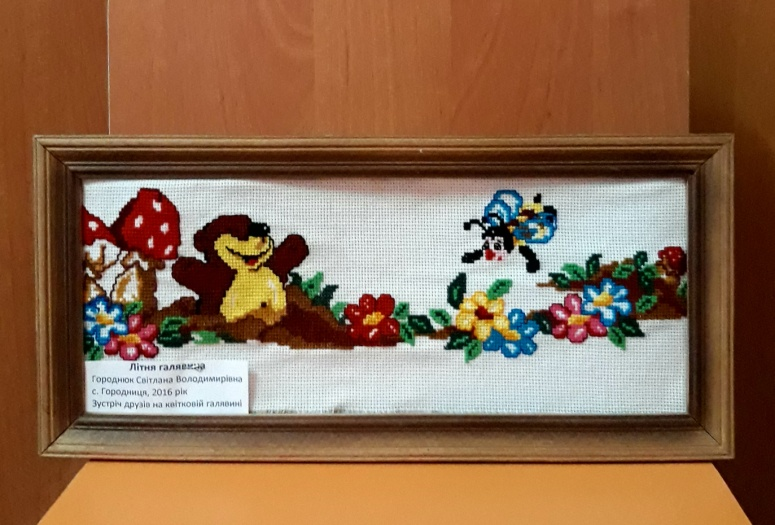 Літня галявина
Городнюк Світлана Володимирівна
с. Городниця, 2016 рік
Зустріч друзів на квітковій галявині